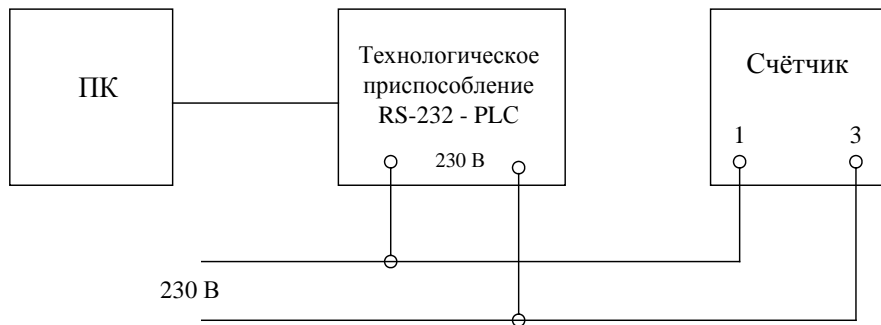 ПК
Технологическое
приспособление
RS-232 - PLC
230 В
Счётчик
1 3
230 В